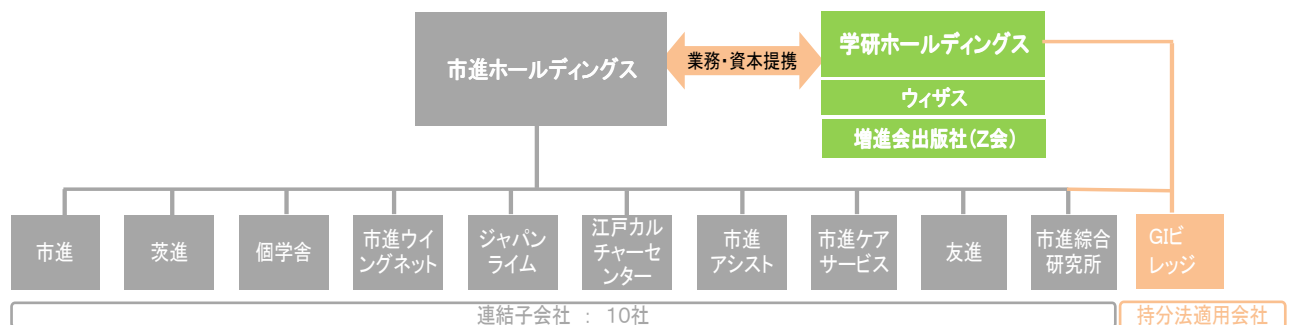 市進ホールディングス
業務・資本提携
学研ホールディングス
ウィザス
増進会出版社(Z会)
市進
茨進
個学舎
市進ウイ
ングネット
ジャパン
ライム
江戸カル
チャーセ
ンター
市進
アシスト
市進ケア
サービス
友進
市進綜合
研究所
GIビ
レッジ
連結子会社 : 10社
持分法適用会社